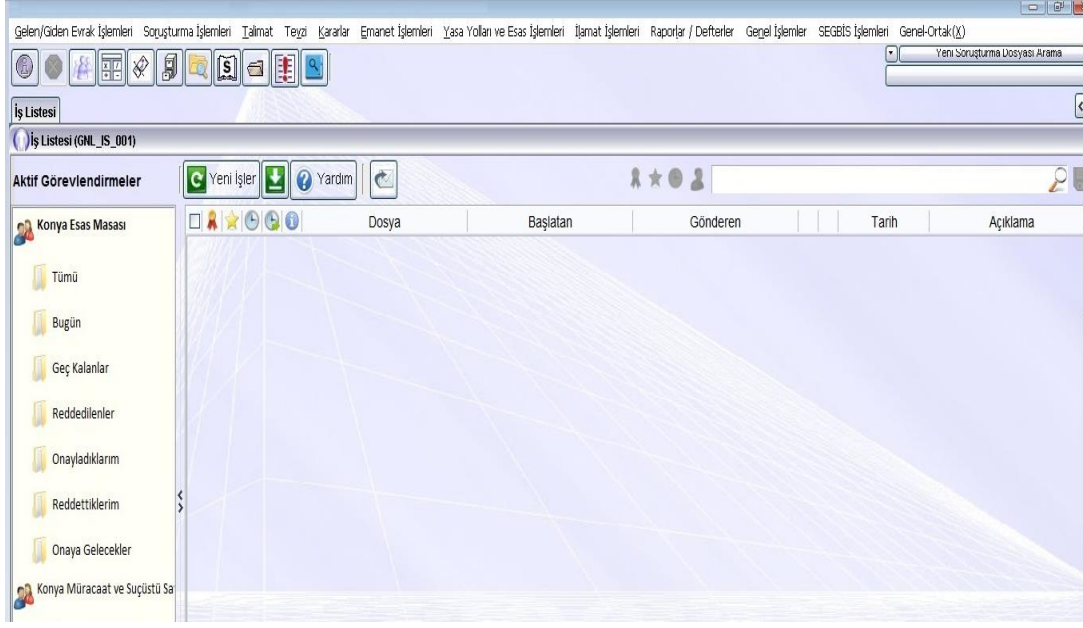 Gelen/Giden Evrak İşlemleri Soruşturma İşlemleri Talimat Tevzi Kararlar Emanet İşlemleri Yasa Yolları ve Esas İşlemleri İlamat İşlemleri Raporlar / Defterler Genel İşlemler SEGBİS İşlemleri Genel-Ortak(X)
Yeni Soruşturma Dosyası Arama
İş Listesi
İş Listesi (GNL_IS_001)
Aktif Görevlendirmeler Yeni İşler Yardım
Konya Esas Masası Dosya Başlatan Gönderen Tarih Açıklama
Tümü
Bugün
Geç Kalanlar
Reddedilenler
Onayladıklarım
Reddettiklerim
Onaya Gelecekler
Konya Müracaat ve Suçüstü Sa